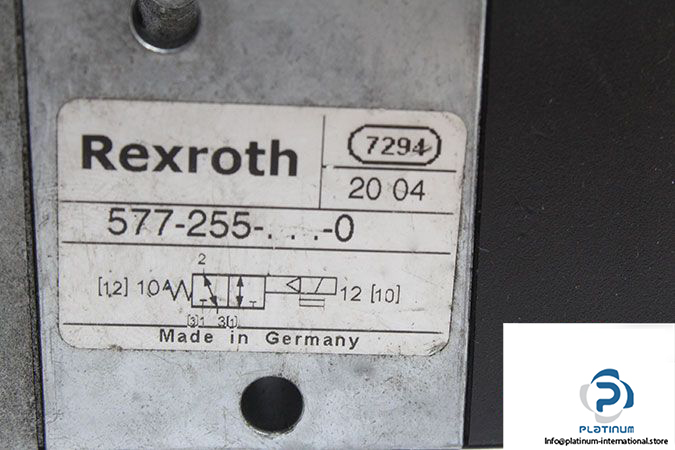 Rexroth
7294
20 04
577-255-. . .-0
2
[12] 10 12 [10]
[3]1 3[1]
Made in Germany
PLATINUM
info@platinum-international.store